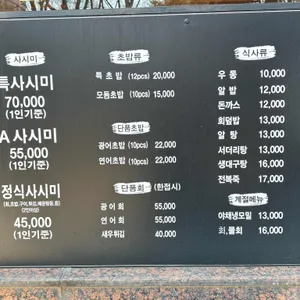 사시미
특사시미
70,000
(1인기준)
A 사시미
55,000
(1인기준)
정식사시미
(2인이상)
45,000
(1인기준)
초밥류
특 초밥 (12pcs) 20,000
모듬초밥 (10pcs) 15,000
단품초밥
광어초밥 (10pcs) 22,000
연어초밥 (10pcs) 22,000
단품회 (한접시)
광 어 회 55,000
연 어 회 55,000
새우튀김 40,000
식사류
우 동 10,000
알 밥 12,000
돈까스 12,000
회덮밥 13,000
알 탕 13,000
서더리탕 13,000
생대구탕 16,000
전복죽 17,000
계절메뉴
야채냉모밀 13,000
회,물회 16,000